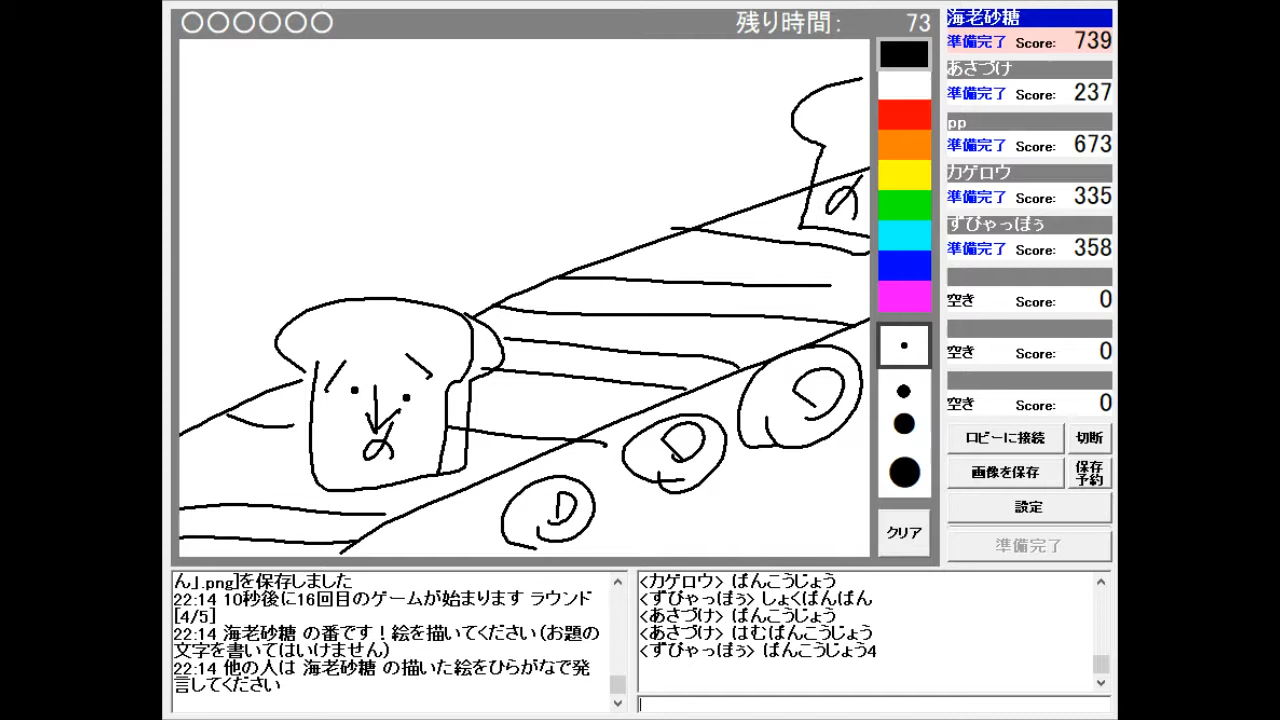 ○○○○○○ 残り時間: 73
海老砂糖
準備完了 Score: 739
あさづけ
準備完了 Score: 237
pp
準備完了 Score: 673
カゲロウ
準備完了 Score: 335
ずぴゃっぽぅ
準備完了 Score: 358
空き Score: 0
空き Score: 0
空き Score: 0
ロビーに接続 切断
画像を保存 保存予約
設定
準備完了
クリア
の
の
ん」.png]を保存しました
22:14 10秒後に16回目のゲームが始まります ラウンド
[4/5]
22:14 海老砂糖 の番です！絵を描いてください（お題の
文字を書いてはいけません）
22:14 他の人は 海老砂糖 の描いた絵をひらがなで発
言してください
<カゲロウ> ぱんこうじょう
<ずぴゃっぽぅ> しょくぱんぱん
<あさづけ> ぱんこうじょう
<あさづけ> はむぱんこうじょう
<ずぴゃっぽぅ> ぱんこうじょう4